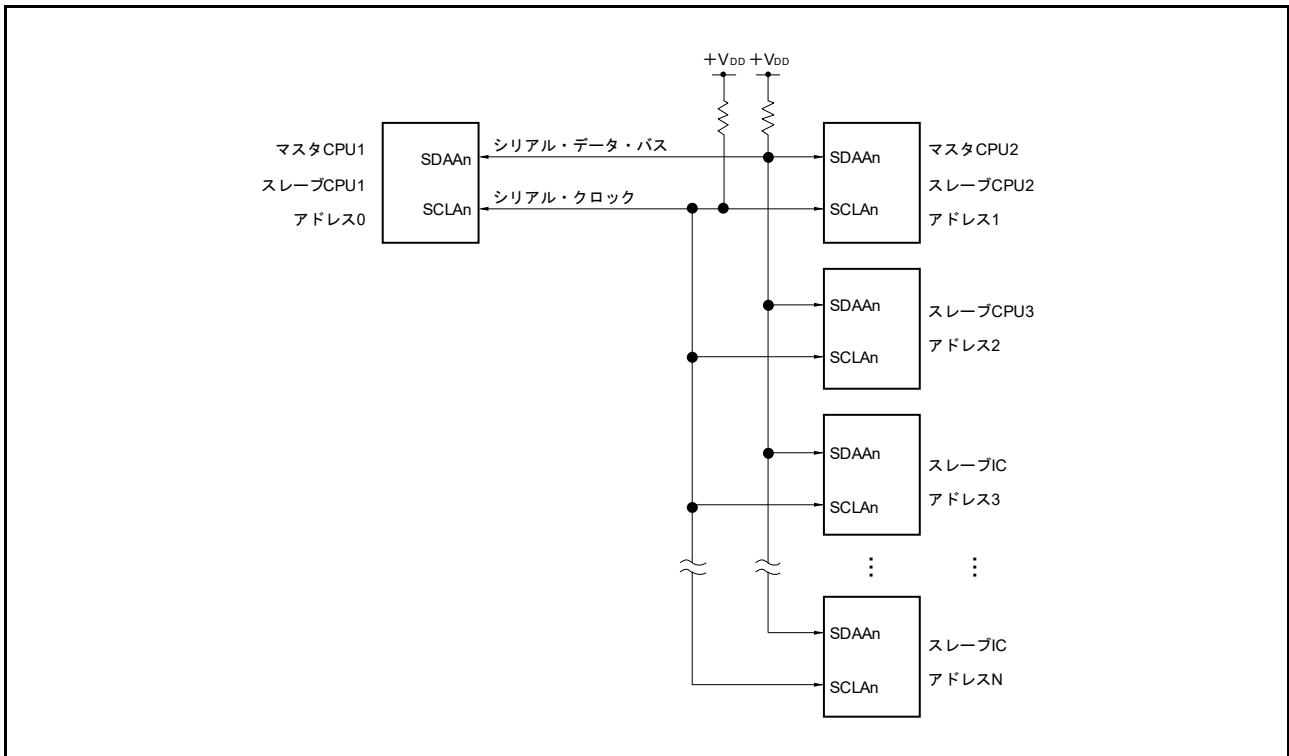 +VDD +VDD
マスタCPU1
スレーブCPU1
アドレス0
SDAAn
SCLAn
シリアル・データ・バス
シリアル・クロック
SDAAn
SCLAn
マスタCPU2
スレーブCPU2
アドレス1
SDAAn
SCLAn
スレーブCPU3
アドレス2
SDAAn
SCLAn
スレーブIC
アドレス3
SDAAn
SCLAn
スレーブIC
アドレスN